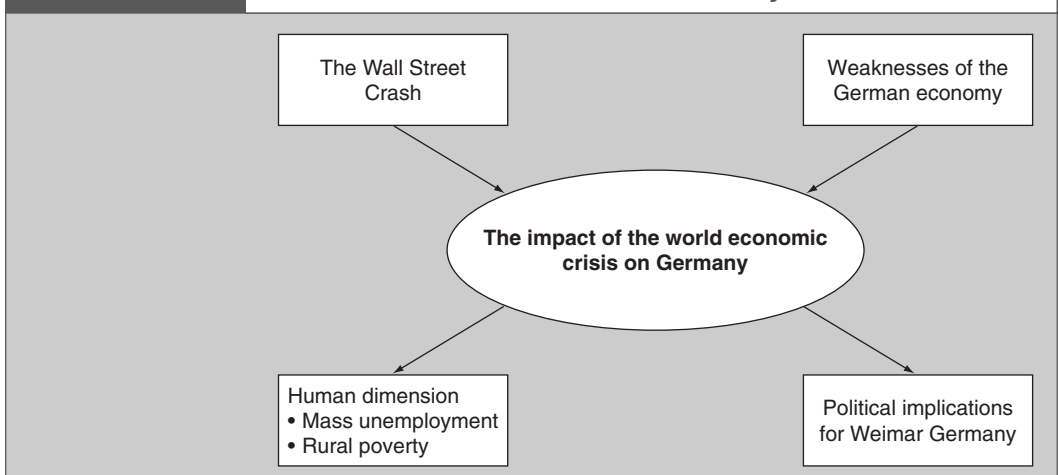 The Wall Street
Crash
Weaknesses of the
German economy
The impact of the world economic
crisis on Germany
Human dimension
• Mass unemployment
• Rural poverty
Political implications
for Weimar Germany